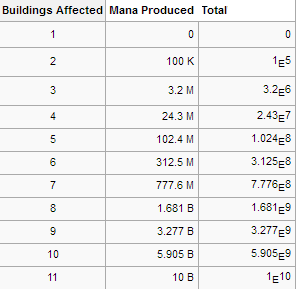 Buildings Affected Mana Produced Total
1 0 0
2 100 K 1E5
3 3.2 M 3.2E6
4 24.3 M 2.43E7
5 102.4 M 1.024E8
6 312.5 M 3.125E8
7 777.6 M 7.776E8
8 1.681 B 1.681E9
9 3.277 B 3.277E9
10 5.905 B 5.905E9
11 10 B 1E10